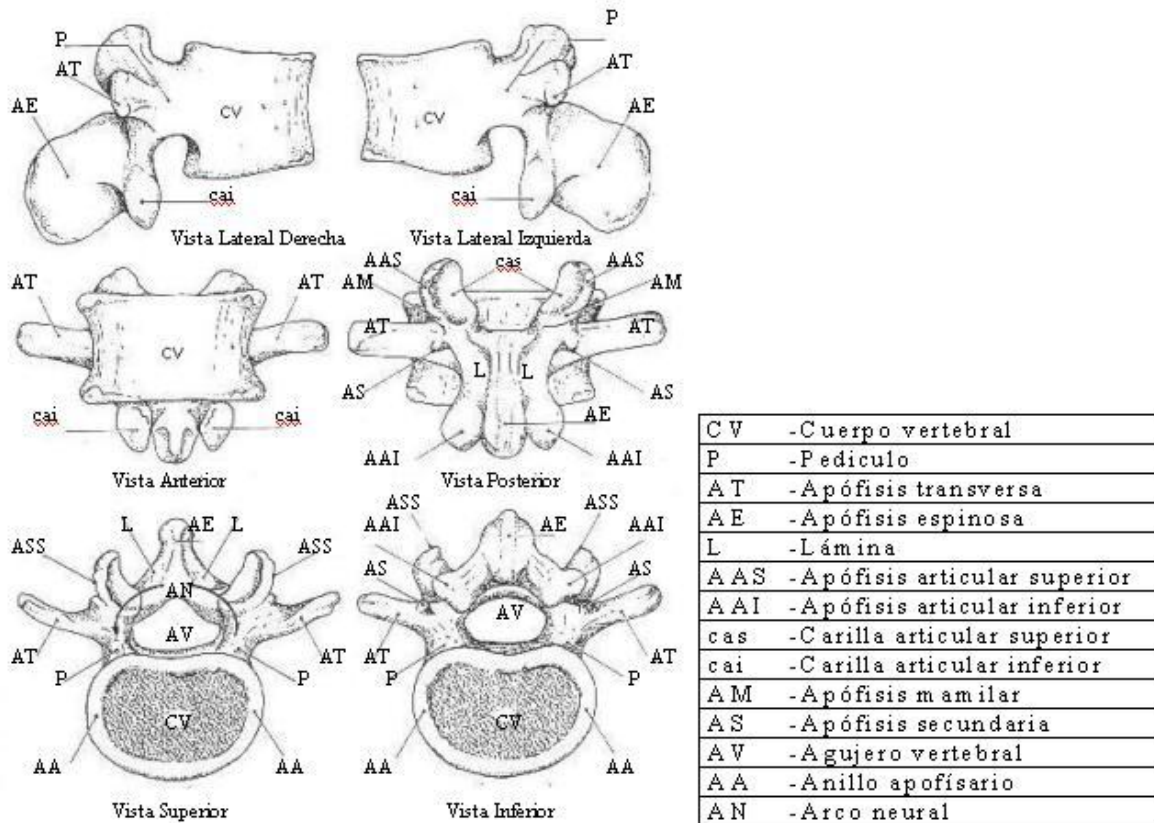 P
AT
AE
CV
cai
Vista Lateral Derecha
P
AT
AE
CV
cai
Vista Lateral Izquierda
AT
AT
CV
cai
cai
Vista Anterior
AAS
cas
AAS
AM
AM
AT
AT
L
L
AS
AS
AE
AAI
AAI
Vista Posterior
L
AE
L
ASS
ASS
AN
AV
AT
AT
P
P
CV
AA
AA
Vista Superior
ASS
ASS
AAI
AE
AAI
AS
AS
AV
AT
AT
P
P
CV
AA
AA
Vista Inferior
CV -Cuerpo vertebral
P -Pediculo
AT -Apófisis transversa
AE -Apófisis espinosa
L -Lámina
AAS -Apófisis articular superior
AAI -Apófisis articular inferior
cas -Carilla articular superior
cai -Carilla articular inferior
AM -Apófisis mamilar
AS -Apófisis secundaria
AV -Agujero vertebral
AA -Anillo apofísario
AN -Arco neural